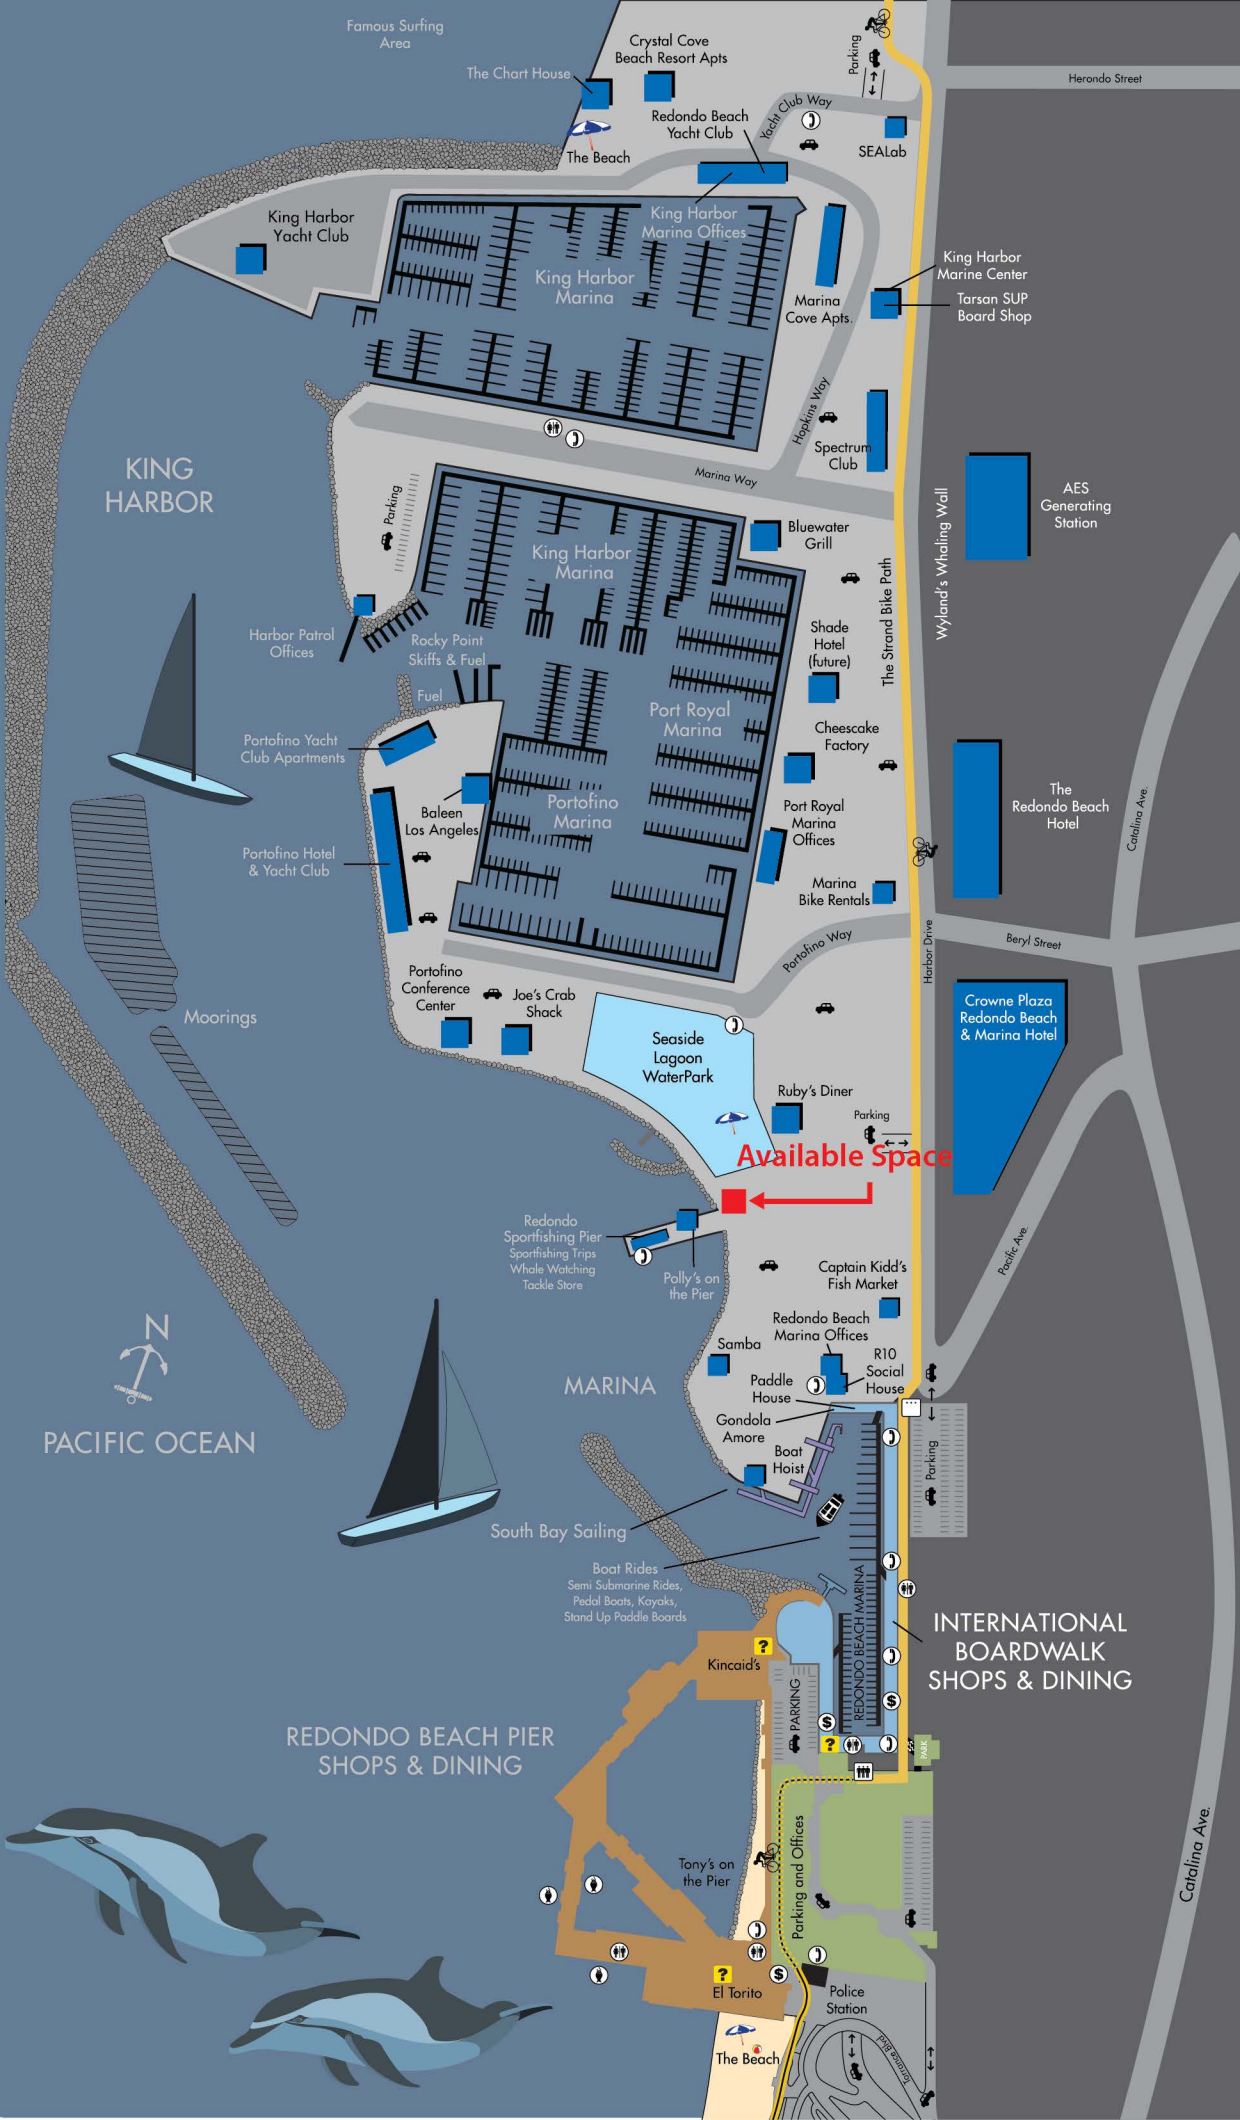 Famous Surfing
Area
Crystal Cove
Beach Resort Apts
The Chart House
Parking
Herondo Street
Yacht Club Way
Redondo Beach
Yacht Club
The Beach
SEALab
King Harbor
Yacht Club
King Harbor
Marina Offices
King Harbor
Marina
Marina
Cove Apts.
King Harbor
Marine Center
Tarsan SUP
Board Shop
Hopkins Way
Spectrum
Club
KING
HARBOR
Marina Way
Parking
AES
Generating
Station
Wyland's Whaling Wall
Bluewater
Grill
King Harbor
Marina
The Strand Bike Path
Harbor Patrol
Offices
Rocky Point
Skiffs & Fuel
Shade
Hotel
(future)
Fuel
Port Royal
Marina
Cheescake
Factory
Portofino Yacht
Club Apartments
Baleen
Los Angeles
Portofino
Marina
Port Royal
Marina
Offices
The
Redondo Beach
Hotel
Catalina Ave.
Portofino Hotel
& Yacht Club
Marina
Bike Rentals
Portofino Way
Harbor Drive
Beryl Street
Portofino
Conference
Center
Joe's Crab
Shack
Moorings
Seaside
Lagoon
WaterPark
Crowne Plaza
Redondo Beach
& Marina Hotel
Ruby's Diner
Parking
Available Space
Redondo
Sportfishing Pier
Sportfishing Trips
Whale Watching
Tackle Store
Polly's on
the Pier
Pacific Ave.
Captain Kidd's
Fish Market
Redondo Beach
Marina Offices
N
Samba
R10
Social
House
MARINA
Paddle
House
Gondola
Amore
PACIFIC OCEAN
Boat
Hoist
Parking
South Bay Sailing
Boat Rides
Semi Submarine Rides,
Pedal Boats, Kayaks,
Stand Up Paddle Boards
REDONDO BEACH MARINA
INTERNATIONAL
BOARDWALK
SHOPS & DINING
?
Kincaid's
PARKING
$
$
?
PARK
REDONDO BEACH PIER
SHOPS & DINING
Parking and Offices
Tony's on
the Pier
Catalina Ave.
?
$
El Torito
Police
Station
Torrance Blvd
The Beach